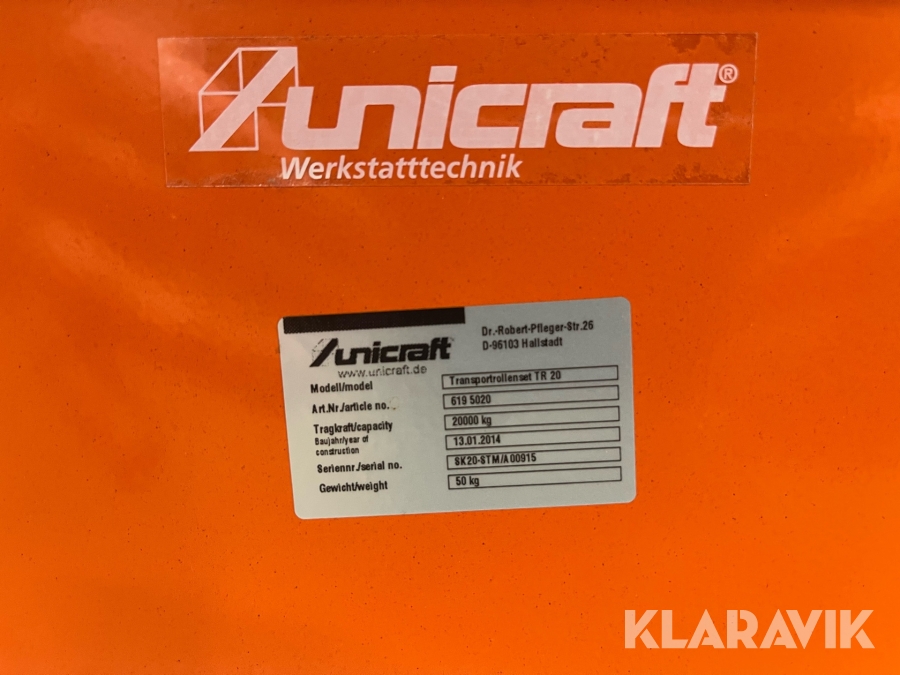 unicraft®
Werkstatttechnik
unicraft
www.unicraft.de
Dr.-Robert-Pfleger-Str.26
D-96103 Hallstadt
Modell/model Transportrollenset TR 20
Art.Nr./article no. 619 5020
Tragkraft/capacity 20000 kg
Baujahr/year of
construction 13.01.2014
Seriennr./serial no. SK20-STM/A00915
Gewicht/weight 50 kg
KLARAVIK